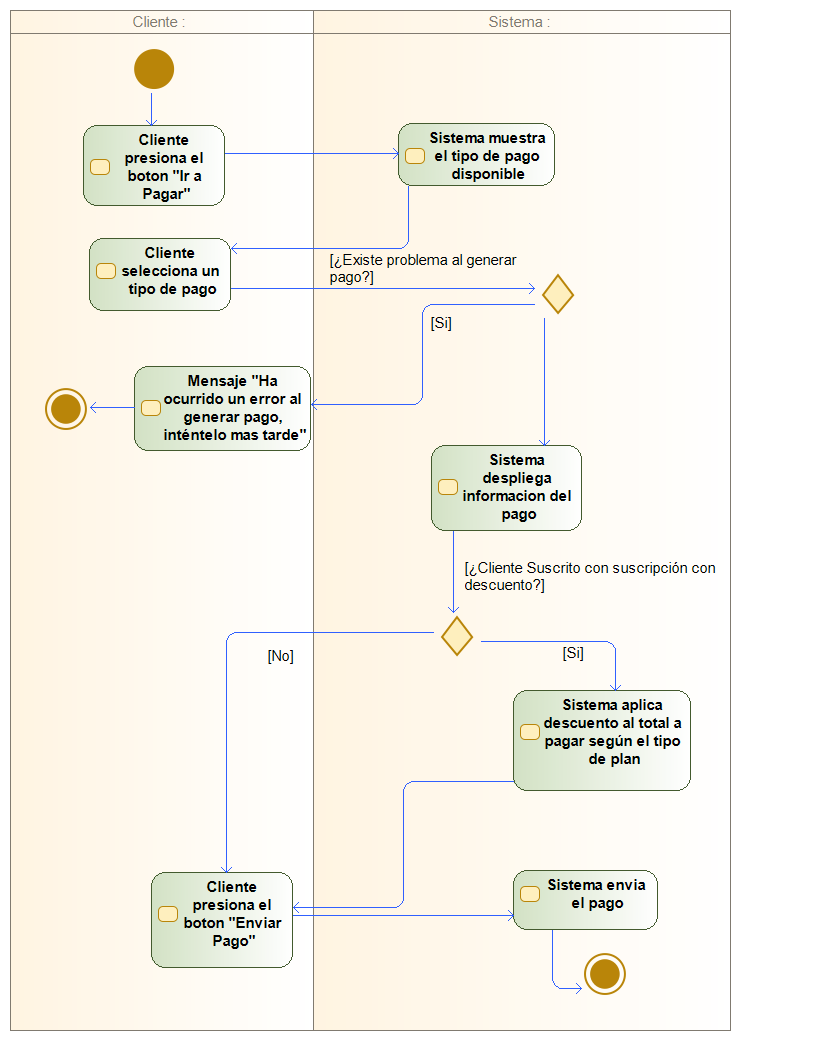 Cliente :
Sistema :
Cliente
presiona el
boton "Ir a
Pagar"
Sistema muestra
el tipo de pago
disponible
Cliente
selecciona un
tipo de pago
[¿Existe problema al generar
pago?]
[Si]
Mensaje "Ha
ocurrido un error al
generar pago,
inténtelo mas tarde"
Sistema
despliega
informacion del
pago
[¿Cliente Suscrito con suscripción con
descuento?]
[No]
[Si]
Sistema aplica
descuento al total a
pagar según el tipo
de plan
Cliente
presiona el
boton "Enviar
Pago"
Sistema envia
el pago